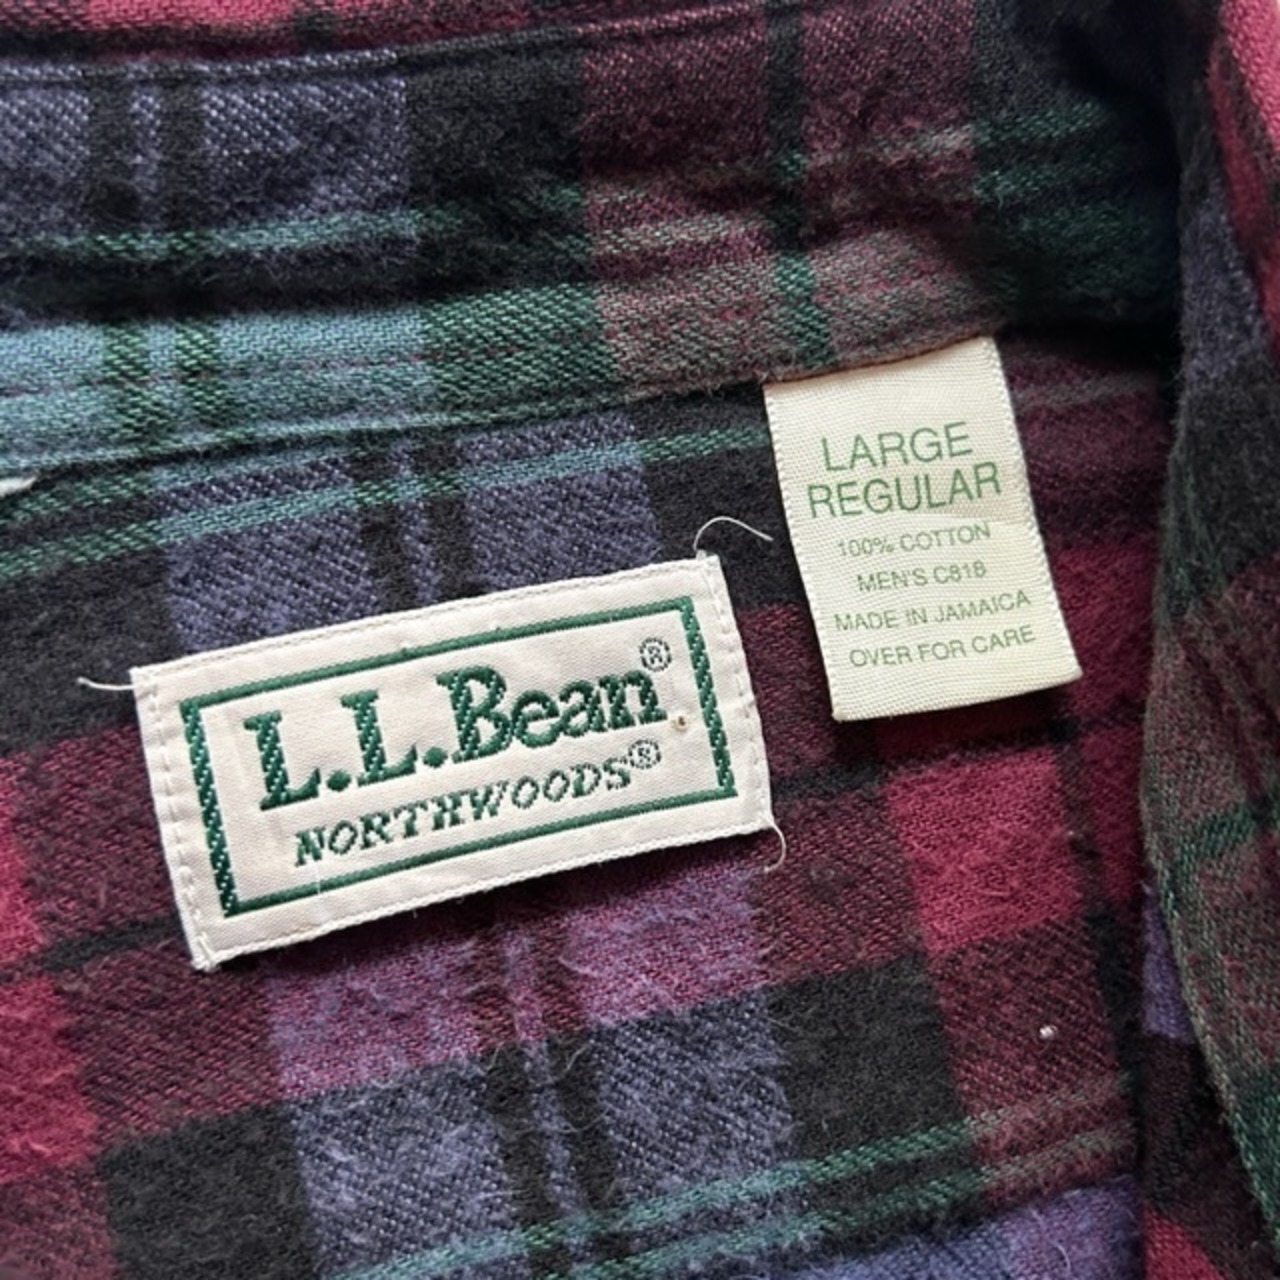 L.L.Bean®
NORTHWOODS®
LARGE
REGULAR
100% COTTON
MEN'S C818
MADE IN JAMAICA
OVER FOR CARE